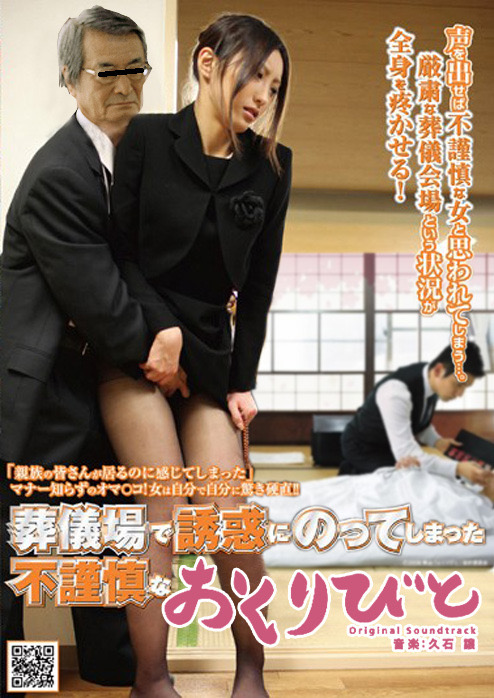 声を出せば不謹慎な女と思われてしまう…。
厳粛な葬儀会場という状況が
全身を疼かせる!
「親族の皆さんが居るのに感じてしまった」
マナー知らずのオマ〇コ!女は自分で自分に驚き硬直!!
葬儀場で誘惑にのってしまった
不謹慎な
おくりびと
Original Soundtrack
音楽:久石 譲